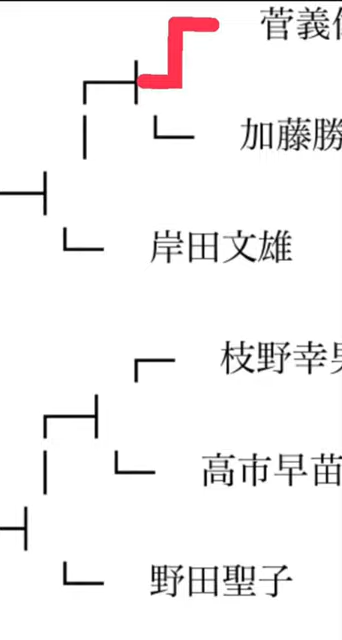 菅義
加藤勝
岸田文雄
枝野幸
高市早苗
野田聖子